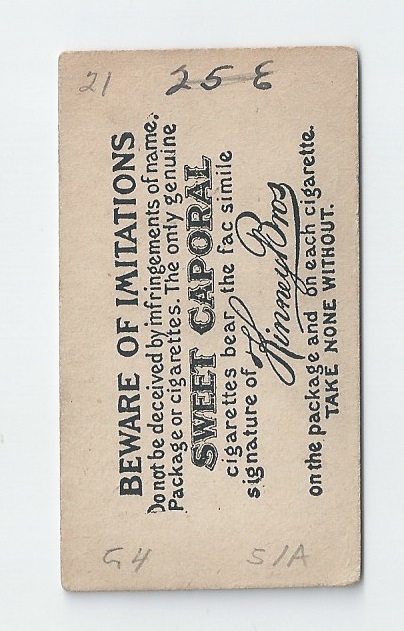 21
25 E
BEWARE OF IMITATIONS
Do not be deceived by infringements of name,
Package or cigarettes. The only genuine
SWEET CAPORAL
cigarettes bear the fac simile
signature of Kinney Bros
on the package and on each cigarette.
TAKE NONE WITHOUT.
G4
51A